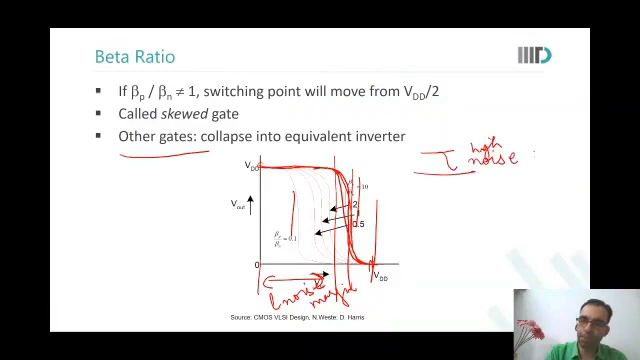 Beta Ratio
If βp / βn ≠ 1, switching point will move from VDD/2
Called skewed gate
Other gates: collapse into equivalent inverter
high
noise
VDD
Vout
2
1
0.5
βp/βn = 0.1
= 10
0
VDD
noise
margin
Source: CMOS VLSI Design, N.Weste: D. Harris